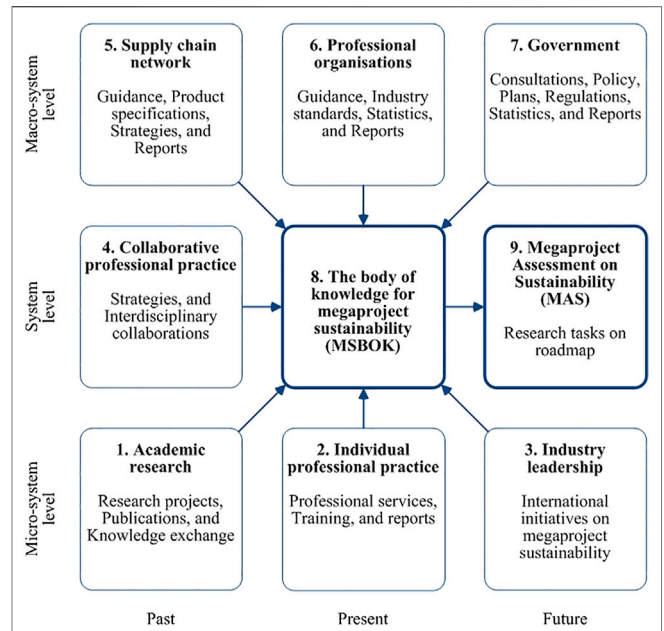 Macro-system
level
5. Supply chain
network
Guidance, Product
specifications,
Strategies, and
Reports
6. Professional
organisations
Guidance, Industry
standards, Statistics,
and Reports
7. Government
Consultations, Policy,
Plans, Regulations,
Statistics, and Reports
System
level
4. Collaborative
professional practice
Strategies, and
Interdisciplinary
collaborations
8. The body of
knowledge for
megaproject
sustainability
(MSBOK)
9. Megaproject
Assessment on
Sustainability
(MAS)
Research tasks on
roadmap
Micro-system
level
1. Academic
research
Research projects,
Publications, and
Knowledge exchange
2. Individual
professional practice
Professional services,
Training, and reports
3. Industry
leadership
International
initiatives on
megaproject
sustainability
Past
Present
Future